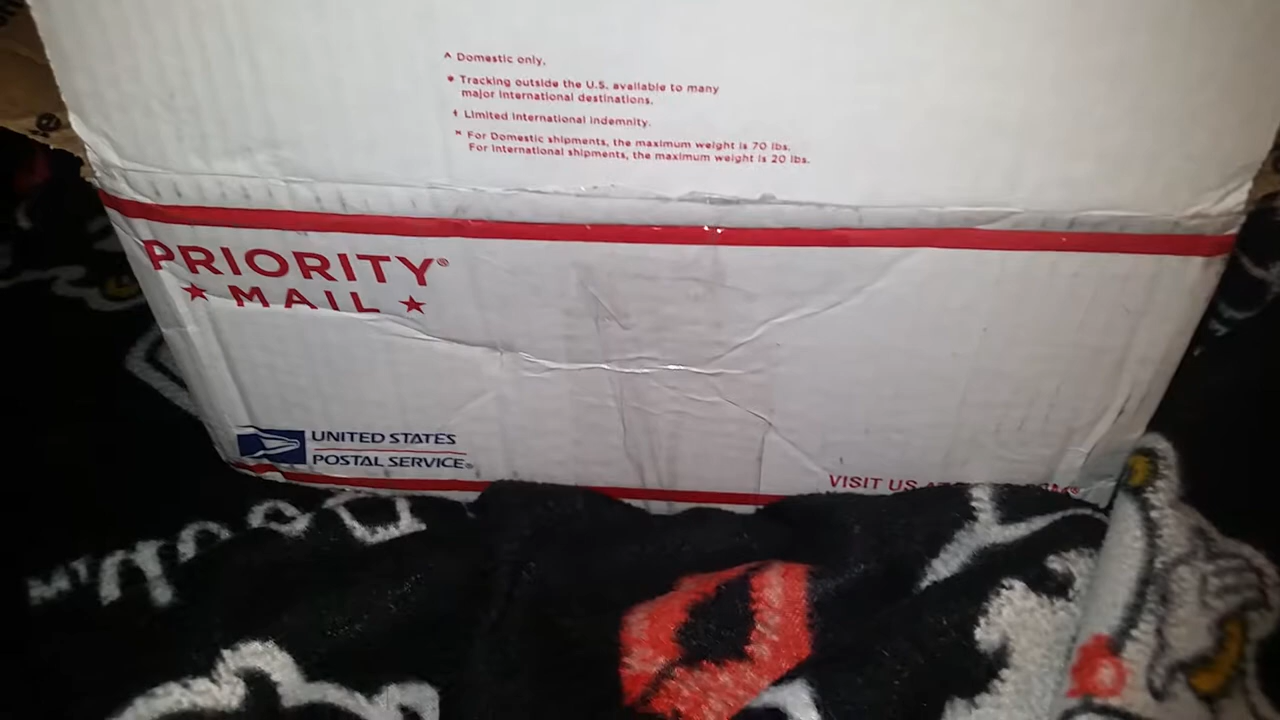 ^ Domestic only.
* Tracking outside the U.S. available to many
major international destinations.
† Limited international indemnity.
** For Domestic shipments, the maximum weight is 70 lbs.
For international shipments, the maximum weight is 20 lbs.
PRIORITY®
★ MAIL ★
UNITED STATES
POSTAL SERVICE®
VISIT US AT